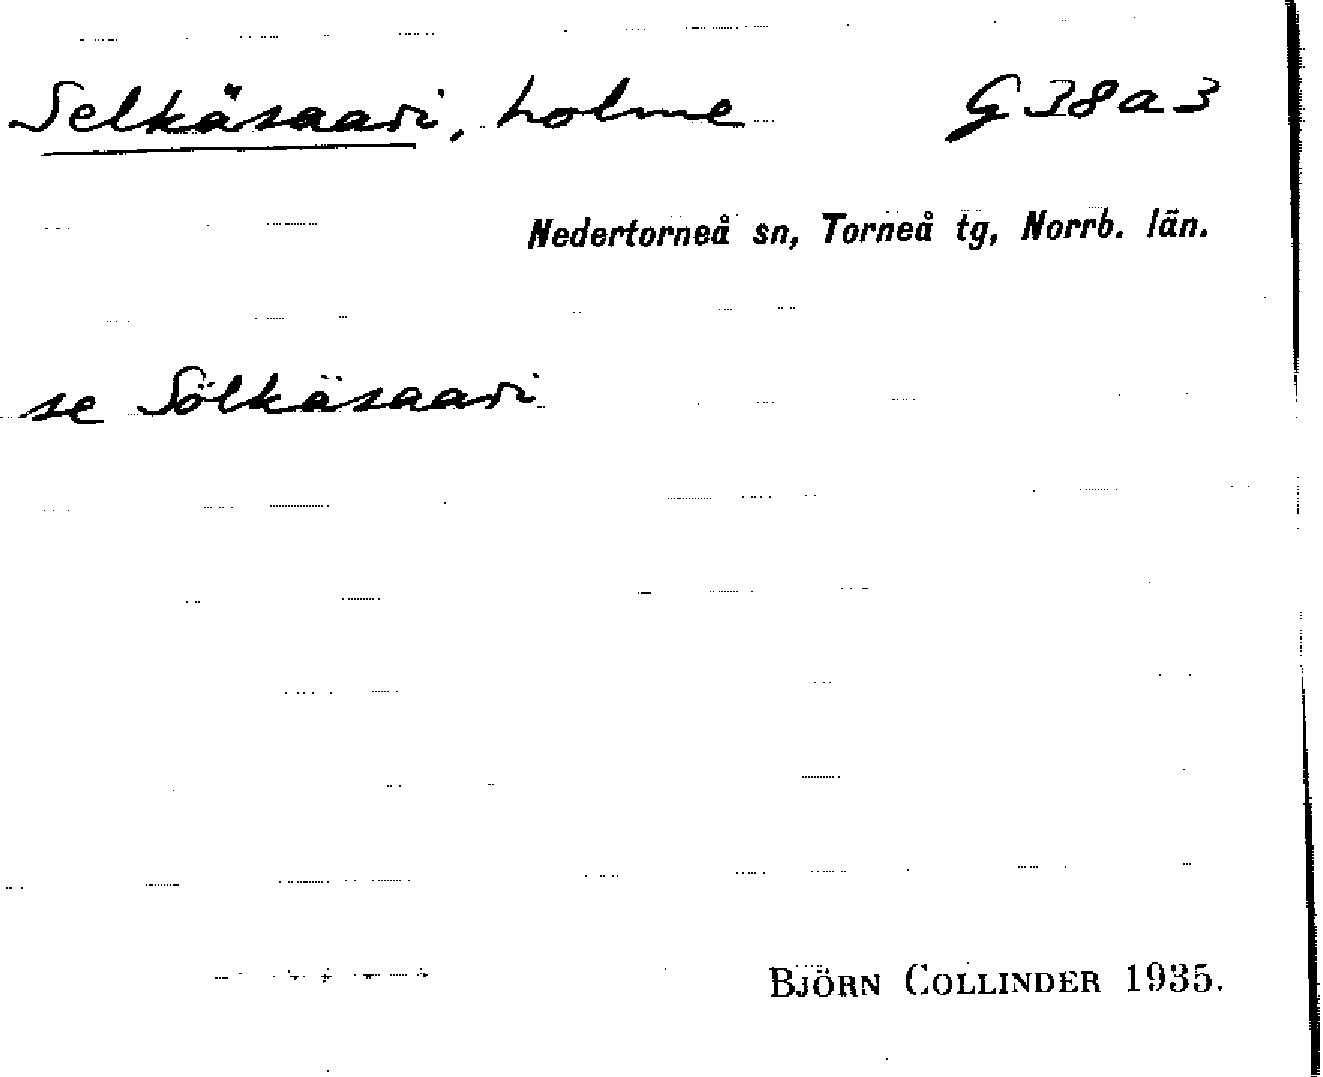 Selkäsaari, holme G 38 a 3
Nedertorneå sn, Torneå tg, Norrb. län.
se Sölkäsaari
BJÖRN COLLINDER 1935.